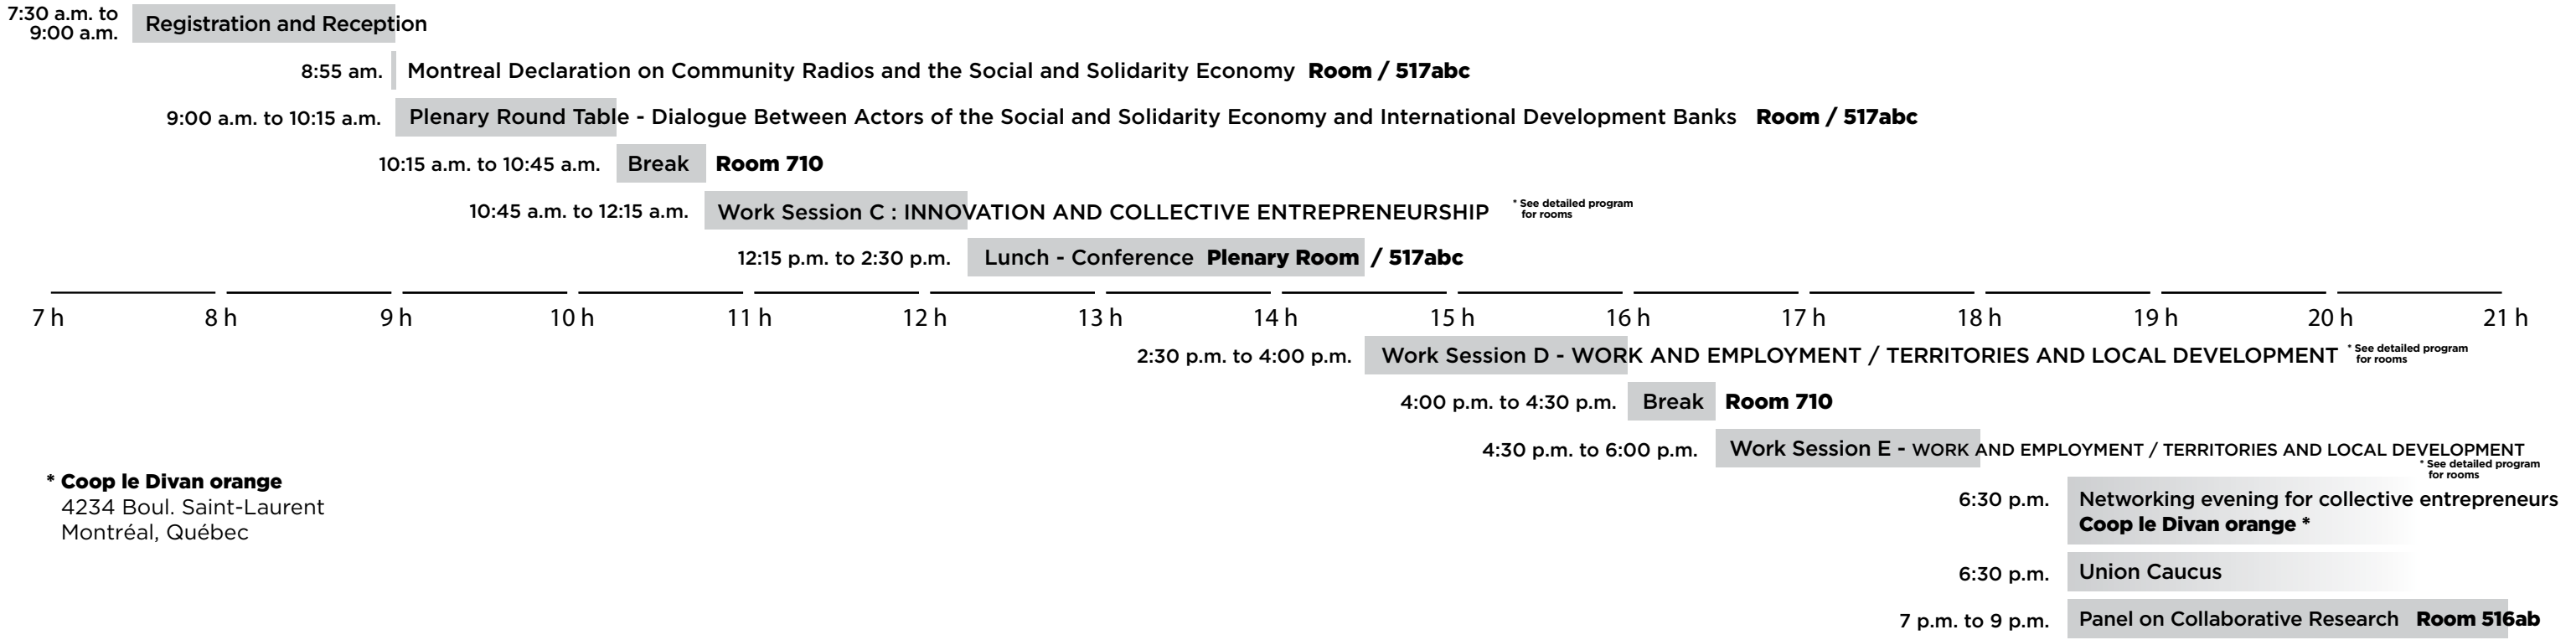 7:30 a.m. to
9:00 a.m.
Registration and Reception
8:55 am. Montreal Declaration on Community Radios and the Social and Solidarity Economy Room / 517abc
9:00 a.m. to 10:15 a.m. Plenary Round Table - Dialogue Between Actors of the Social and Solidarity Economy and International Development Banks Room / 517abc
10:15 a.m. to 10:45 a.m. Break Room 710
10:45 a.m. to 12:15 a.m. Work Session C : INNOVATION AND COLLECTIVE ENTREPRENEURSHIP
* See detailed program
for rooms
12:15 p.m. to 2:30 p.m. Lunch - Conference Plenary Room / 517abc
7 h 8 h 9 h 10 h 11 h 12 h 13 h 14 h 15 h 16 h 17 h 18 h 19 h 20 h 21 h
2:30 p.m. to 4:00 p.m. Work Session D - WORK AND EMPLOYMENT / TERRITORIES AND LOCAL DEVELOPMENT
* See detailed program
for rooms
4:00 p.m. to 4:30 p.m. Break Room 710
4:30 p.m. to 6:00 p.m. Work Session E - WORK AND EMPLOYMENT / TERRITORIES AND LOCAL DEVELOPMENT
* See detailed program
for rooms
* Coop le Divan orange
4234 Boul. Saint-Laurent
Montréal, Québec
6:30 p.m. Networking evening for collective entrepreneurs
Coop le Divan orange *
6:30 p.m. Union Caucus
7 p.m. to 9 p.m. Panel on Collaborative Research Room 516ab